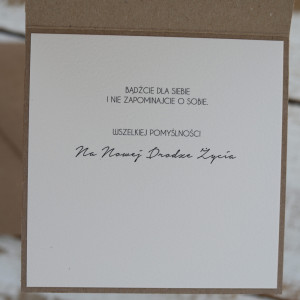 BĄDŹCIE DLA SIEBIE
I NIE ZAPOMINAJCIE O SOBIE.
WSZELKIEJ POMYŚLNOŚCI
Na Nowej Drodze Życia